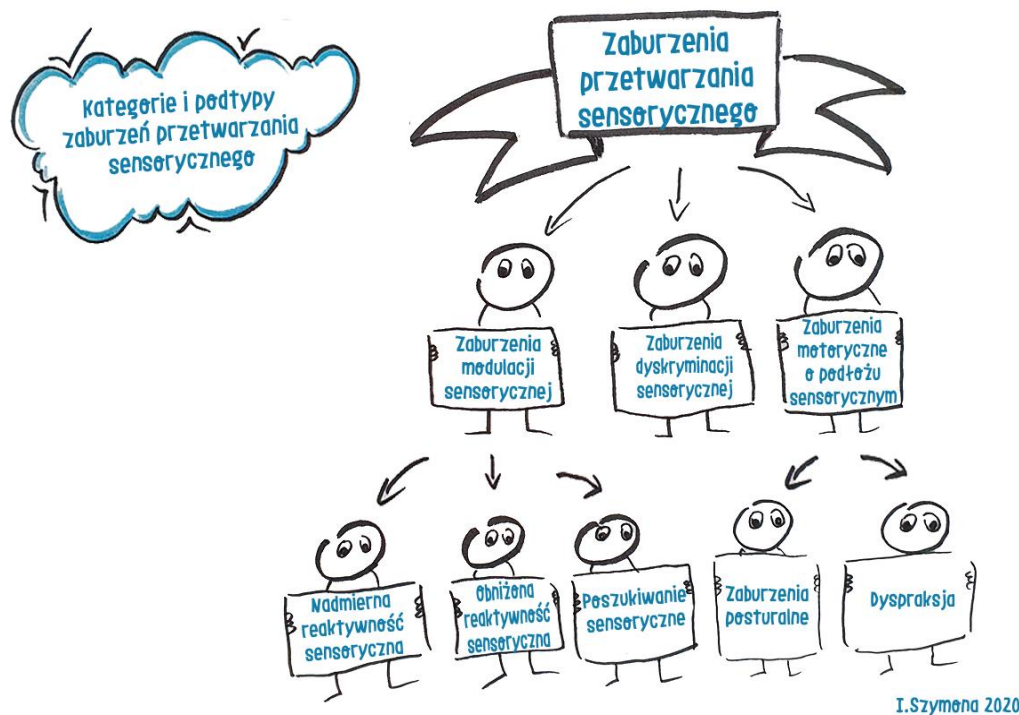 Kategorie i podtypy
zaburzeń przetwarzania
sensorycznego
Zaburzenia
przetwarzania
sensorycznego
Zaburzenia
modulacji
sensorycznej
Zaburzenia
dyskryminacji
sensorycznej
Zaburzenia
motoryczne
o podłożu
sensorycznym
Nadmierna
reaktywność
sensoryczna
Obniżona
reaktywność
sensoryczna
Poszukiwanie
sensoryczne
Zaburzenia
posturalne
Dyspraksja
I.Szymona 2020